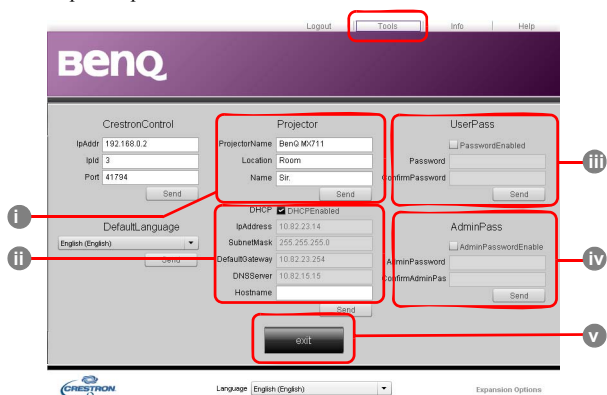 Logout Tools Info Help
BenQ
CrestronControl
IpAddr 192.168.0.2
IpId 3
Port 41794
Send
DefaultLanguage
English (English)
Send
Projector
ProjectorName BenQ MX711
Location Room
Name Sir.
Send
DHCP DHCPEnabled
IpAddress 10.82.23.14
SubnetMask 255.255.255.0
DefaultGateway 10.82.23.254
DNSServer 10.82.15.15
Hostname
Send
UserPass
PasswordEnabled
Password
ConfirmPassword
Send
AdminPass
AdminPasswordEnable
AdminPassword
ConfirmAdminPas
Send
exit
i
ii
iii
iv
v
CRESTRON
Language English (English)
Expansion Options